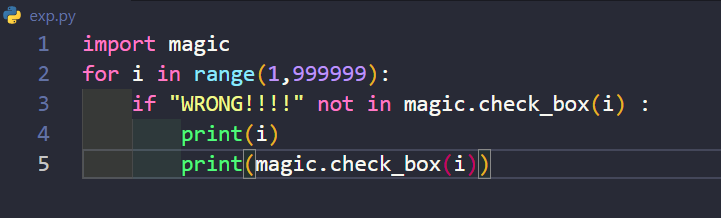 exp.py
1 import magic
2 for i in range(1,999999):
3 if "WRONG!!!!" not in magic.check_box(i) :
4 print(i)
5 print(magic.check_box(i))